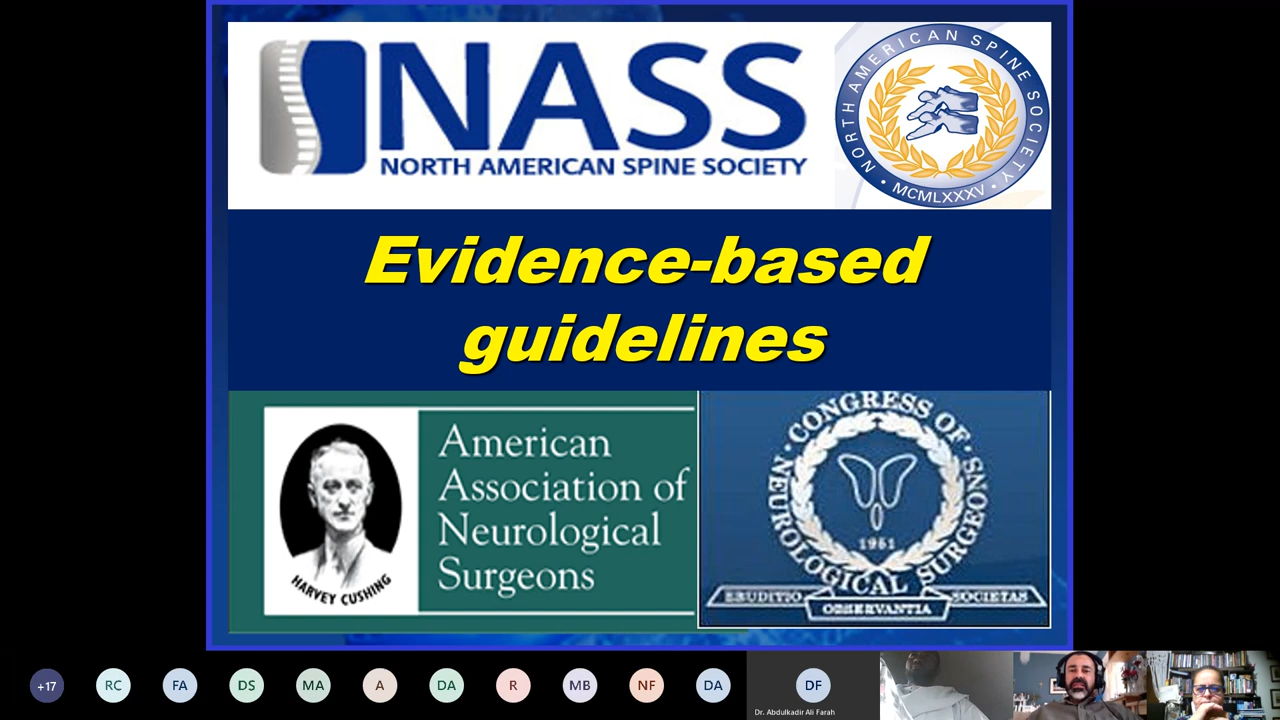 NASS
NORTH AMERICAN SPINE SOCIETY
NORTH AMERICAN SPINE SOCIETY
• MCMLXXXV •
Evidence-based
guidelines
HARVEY CUSHING
American
Association of
Neurological
Surgeons
• CONGRESS OF •
NEUROLOGICAL SURGEONS
1951
ERUDITIO
OBSERVANTIA
SOCIETAS
+17
RC
FA
DS
MA
A
DA
R
MB
NF
DA
DF
Dr. Abdulkadir Ali Farah